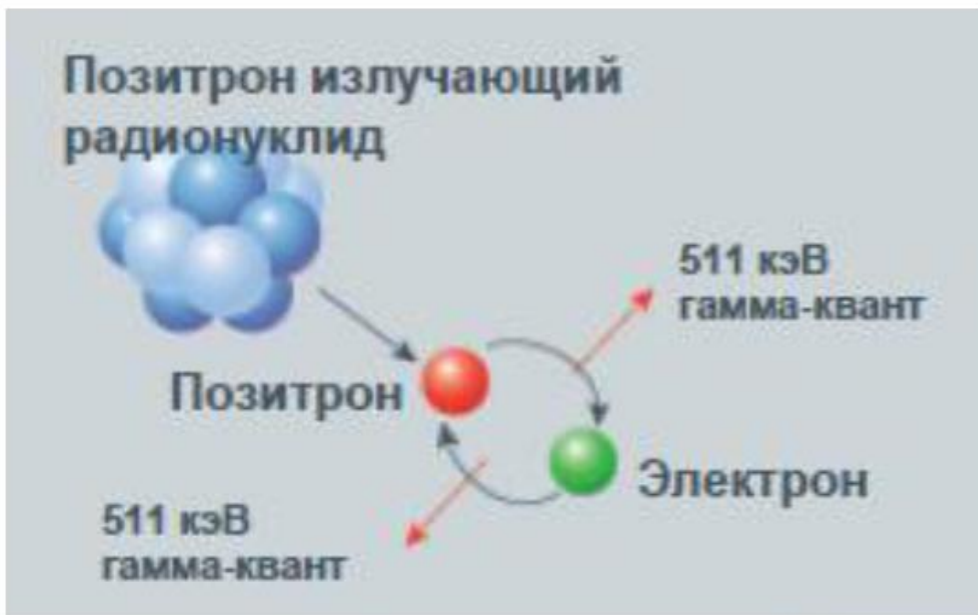 Позитрон излучающий
радионуклид
511 кэВ
гамма-квант
Позитрон
Электрон
511 кэВ
гамма-квант